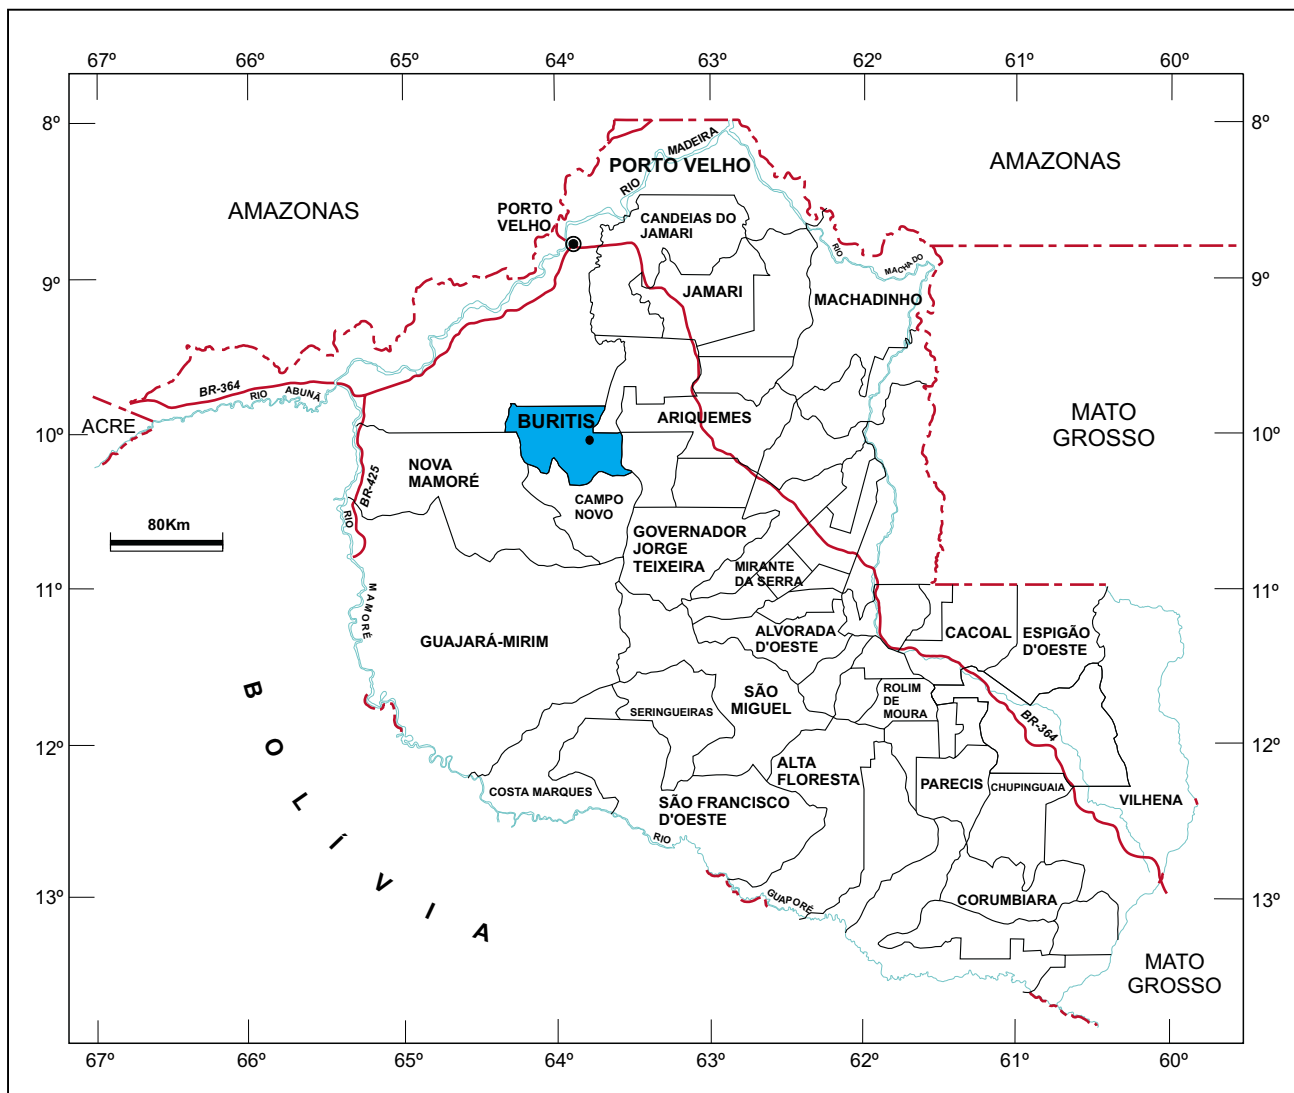 67º 66º 65º 64º 63º 62º 61º 60º
8º
8º
MADEIRA
RIO
PORTO VELHO
AMAZONAS
AMAZONAS
PORTO
VELHO
CANDEIAS DO
JAMARI
RIO
MACHADO
9º
9º
JAMARI
MACHADINHO
BR-364
RIO
ABUNÃ
ACRE
10º
10º
BURITIS
ARIQUEMES
MATO
GROSSO
NOVA
MAMORÉ
BR-425
CAMPO
NOVO
80Km
RIO
MAMORÉ
GOVERNADOR
JORGE
TEIXEIRA
MIRANTE
DA SERRA
11º
11º
GUAJARÁ-MIRIM
ALVORADA
D'OESTE
CACOAL
ESPIGÃO
D'OESTE
BOLÍVIA
SÃO
MIGUEL
SERINGUEIRAS
ROLIM
DE
MOURA
BR-364
12º
12º
COSTA MARQUES
ALTA
FLORESTA
PARECIS
CHUPINGUAIA
VILHENA
SÃO FRANCISCO
D'OESTE
RIO
GUAPORÉ
13º
13º
CORUMBIARA
MATO
GROSSO
67º 66º 65º 64º 63º 62º 61º 60º